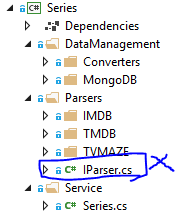 C# Series
Dependencies
DataManagement
Converters
MongoDB
Parsers
IMDB
TMDB
TVMAZE
C# IParser.cs X
Service
C# Series.cs